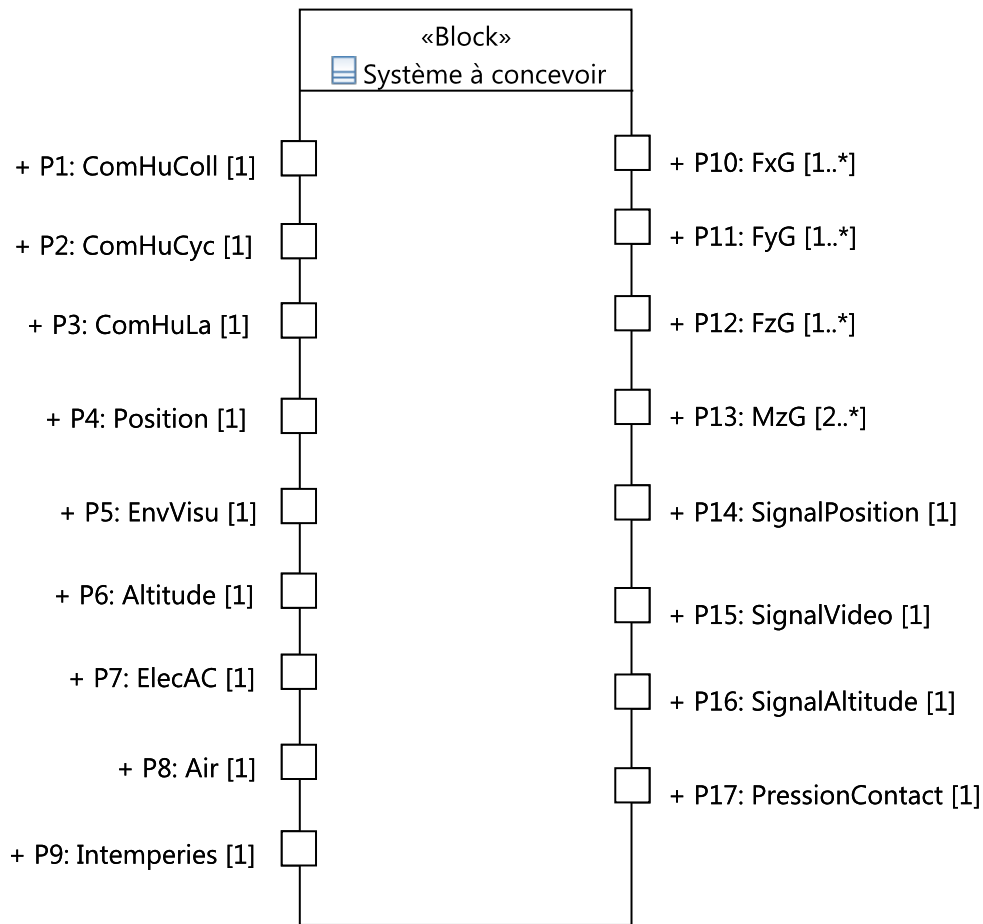 «Block»
Système à concevoir
+ P1: ComHuColl [1]
+ P2: ComHuCyc [1]
+ P3: ComHuLa [1]
+ P4: Position [1]
+ P5: EnvVisu [1]
+ P6: Altitude [1]
+ P7: ElecAC [1]
+ P8: Air [1]
+ P9: Intemperies [1]
+ P10: FxG [1..*]
+ P11: FyG [1..*]
+ P12: FzG [1..*]
+ P13: MzG [2..*]
+ P14: SignalPosition [1]
+ P15: SignalVideo [1]
+ P16: SignalAltitude [1]
+ P17: PressionContact [1]